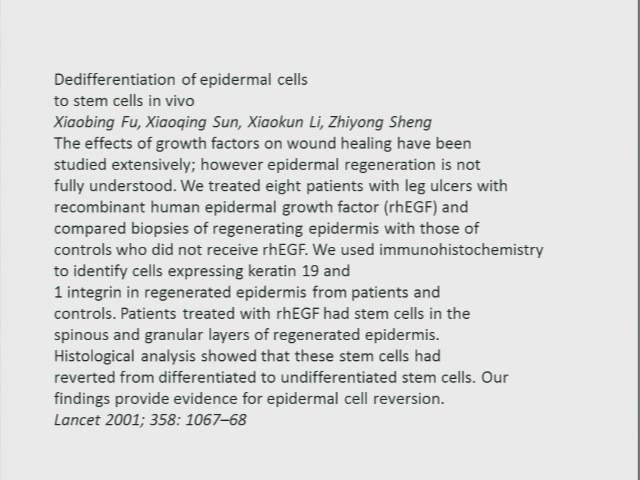 Dedifferentiation of epidermal cells
to stem cells in vivo
Xiaobing Fu, Xiaoqing Sun, Xiaokun Li, Zhiyong Sheng
The effects of growth factors on wound healing have been
studied extensively; however epidermal regeneration is not
fully understood. We treated eight patients with leg ulcers with
recombinant human epidermal growth factor (rhEGF) and
compared biopsies of regenerating epidermis with those of
controls who did not receive rhEGF. We used immunohistochemistry
to identify cells expressing keratin 19 and
1 integrin in regenerated epidermis from patients and
controls. Patients treated with rhEGF had stem cells in the
spinous and granular layers of regenerated epidermis.
Histological analysis showed that these stem cells had
reverted from differentiated to undifferentiated stem cells. Our
findings provide evidence for epidermal cell reversion.
Lancet 2001; 358: 1067–68